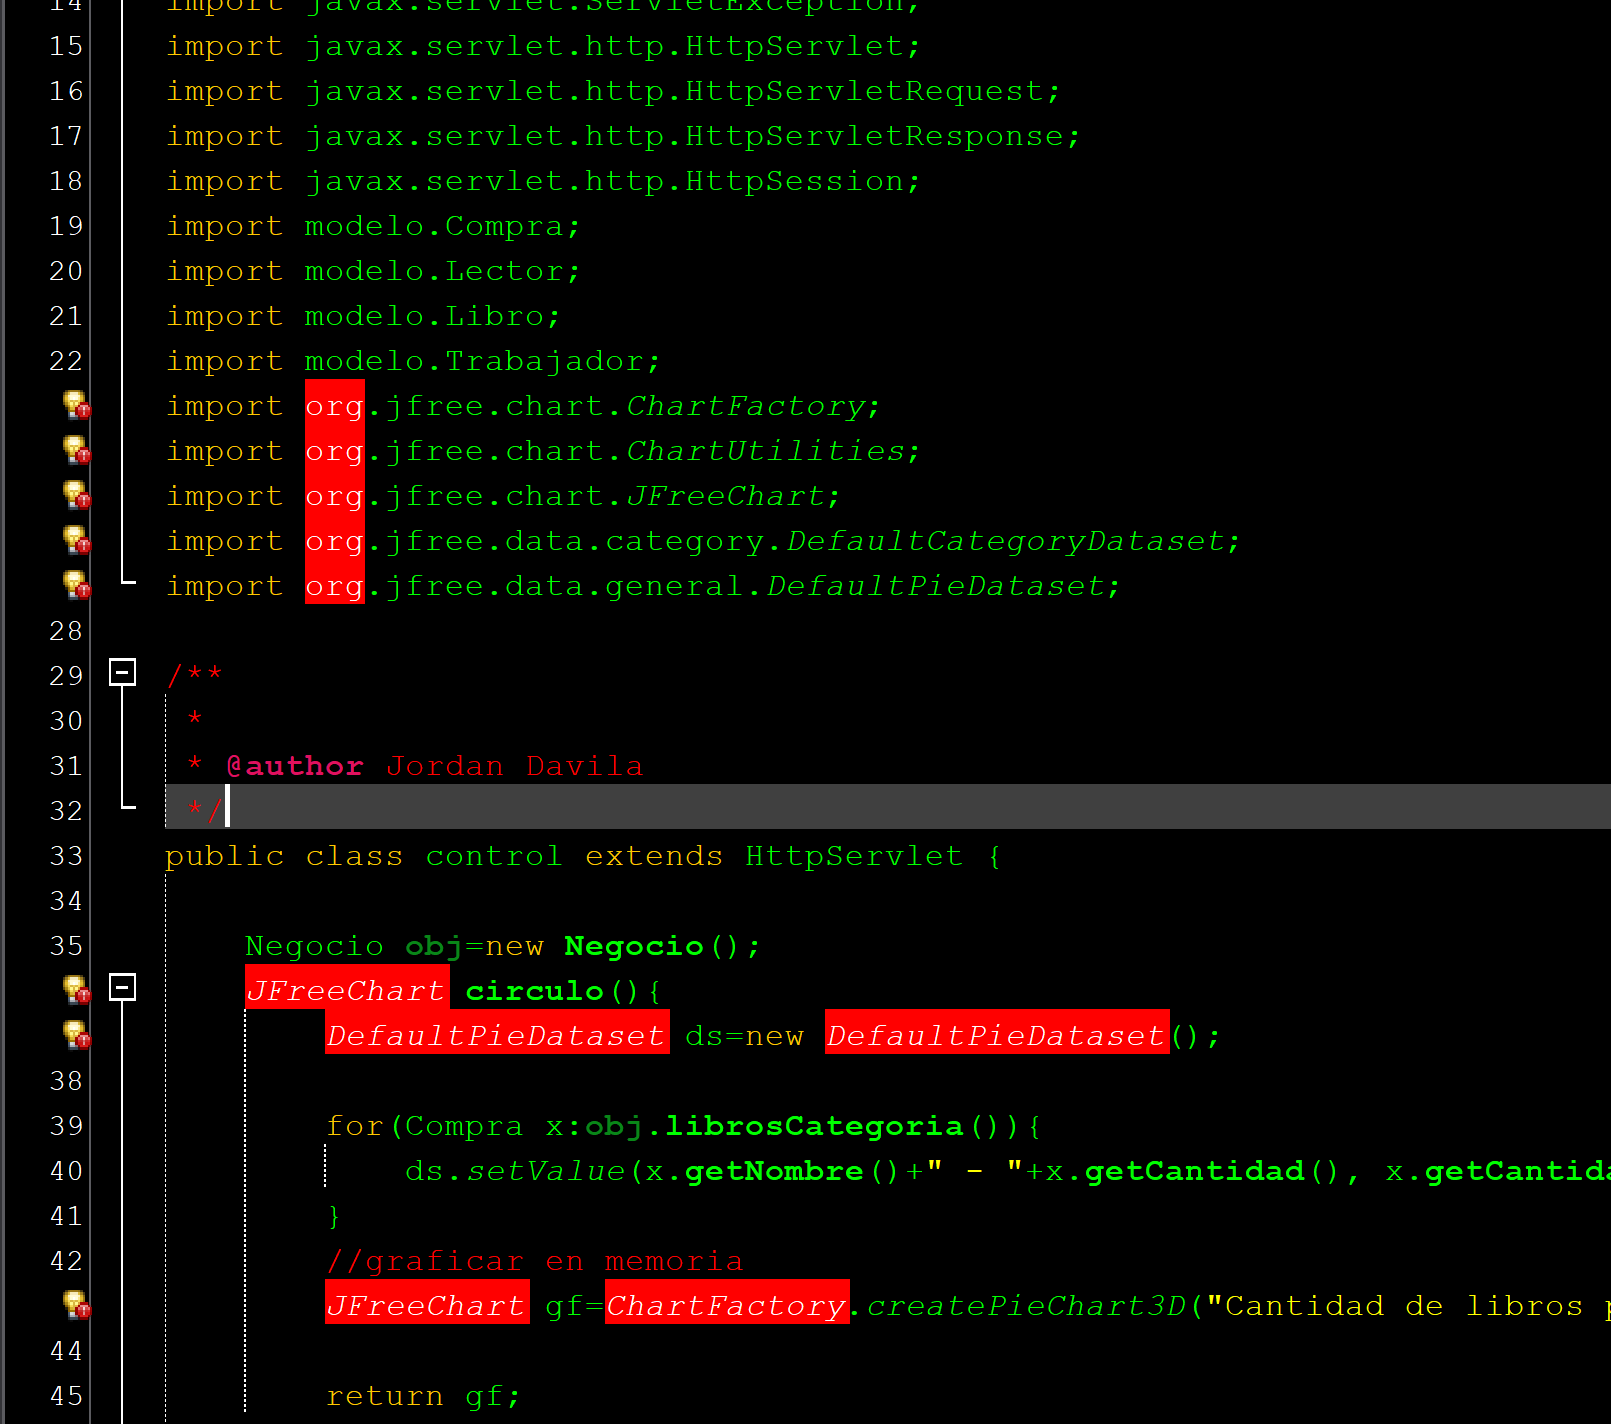 14 import javax.servlet.ServletException;
15 import javax.servlet.http.HttpServlet;
16 import javax.servlet.http.HttpServletRequest;
17 import javax.servlet.http.HttpServletResponse;
18 import javax.servlet.http.HttpSession;
19 import modelo.Compra;
20 import modelo.Lector;
21 import modelo.Libro;
22 import modelo.Trabajador;
import org.jfree.chart.ChartFactory;
import org.jfree.chart.ChartUtilities;
import org.jfree.chart.JFreeChart;
import org.jfree.data.category.DefaultCategoryDataset;
import org.jfree.data.general.DefaultPieDataset;
28
29 /**
30 *
31 * @author Jordan Davila
32 */
33 public class control extends HttpServlet {
34
35 Negocio obj=new Negocio();
JFreeChart circulo(){
DefaultPieDataset ds=new DefaultPieDataset();
38
39 for(Compra x:obj.librosCategoria()){
40 ds.setValue(x.getNombre()+" - "+x.getCantidad(), x.getCantida
41 }
42 //graficar en memoria
JFreeChart gf=ChartFactory.createPieChart3D("Cantidad de libros p
44
45 return gf;